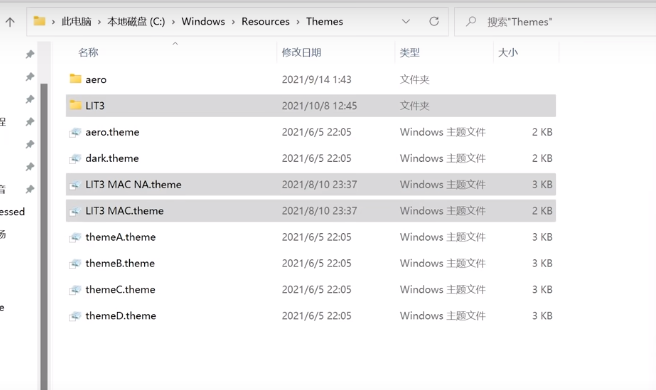 此电脑 › 本地磁盘 (C:) › Windows › Resources › Themes 搜索"Themes"
名称 修改日期 类型 大小
aero 2021/9/14 1:43 文件夹
LIT3 2021/10/8 12:45 文件夹
程 aero.theme 2021/6/5 22:05 Windows 主题文件 2 KB
dark.theme 2021/6/5 22:05 Windows 主题文件 2 KB
音 LIT3 MAC NA.theme 2021/8/10 23:37 Windows 主题文件 3 KB
essed LIT3 MAC.theme 2021/8/10 23:37 Windows 主题文件 2 KB
themeA.theme 2021/6/5 22:05 Windows 主题文件 3 KB
themeB.theme 2021/6/5 22:05 Windows 主题文件 3 KB
themeC.theme 2021/6/5 22:05 Windows 主题文件 3 KB
e themeD.theme 2021/6/5 22:05 Windows 主题文件 3 KB